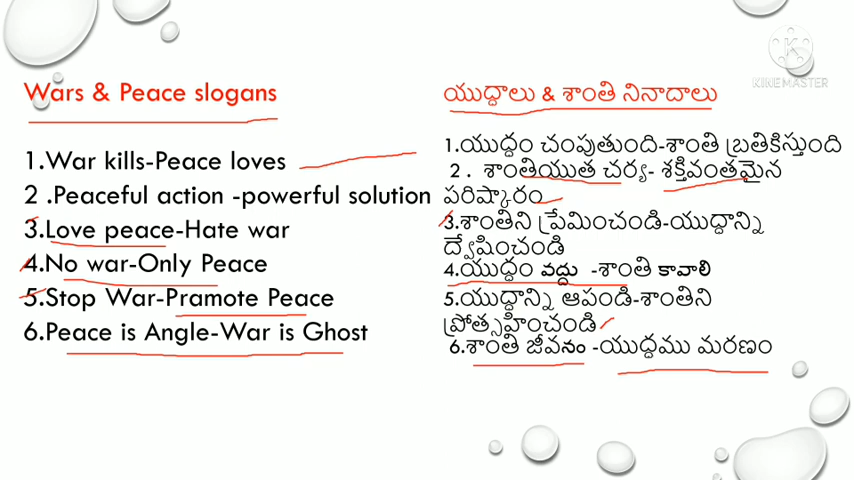 Wars & Peace slogans
1.War kills-Peace loves
2 .Peaceful action -powerful solution
3.Love peace-Hate war
4.No war-Only Peace
5.Stop War-Pramote Peace
6.Peace is Angle-War is Ghost
యుద్ధాలు & శాంతి నినాదాలు
1.యుద్ధం చంపుతుంది-శాంతి బ్రతికిస్తుంది
2 . శాంతియుత చర్య- శక్తివంతమైన
పరిష్కారం
3.శాంతిని ప్రేమించండి-యుద్ధాన్ని
ద్వేషించండి
4.యుద్ధం వద్దు -శాంతి కావాలి
5.యుద్ధాన్ని ఆపండి-శాంతిని
ప్రోత్సహించండి
6.శాంతి జీవనం -యుద్ధము మరణం
KINEMASTER